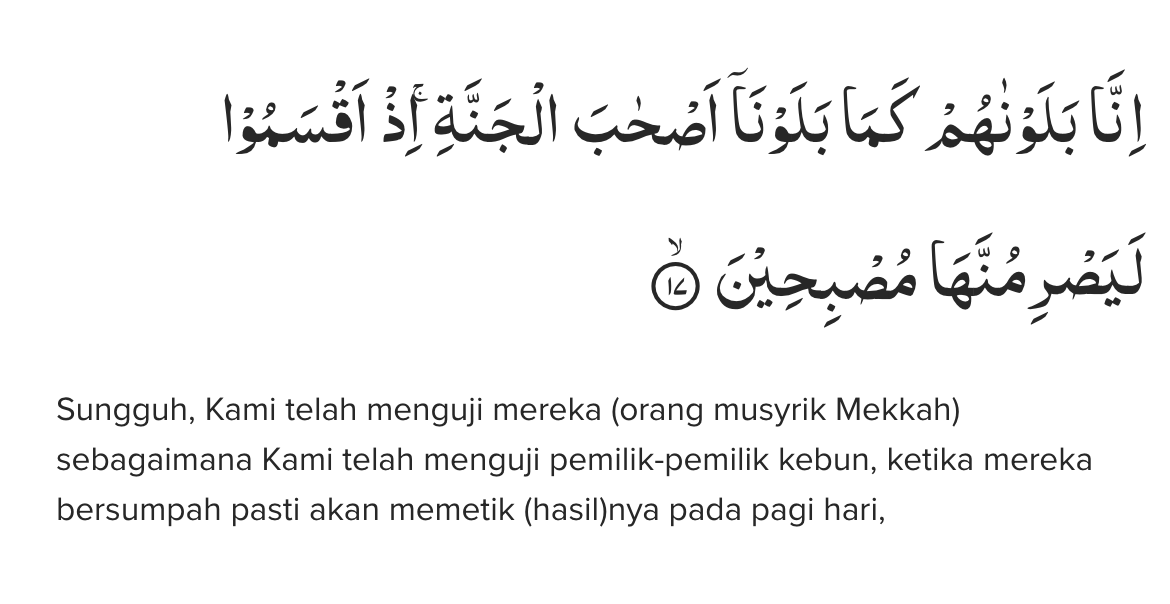 اِنَّا بَلَوْنٰهُمْ كَمَا بَلَوْنَآ اَصْحٰبَ الْجَنَّةِۚ اِذْ اَقْسَمُوْا
لَيَصْرِمُنَّهَا مُصْبِحِيْنَ ۙ ١٧
Sungguh, Kami telah menguji mereka (orang musyrik Mekkah)
sebagaimana Kami telah menguji pemilik-pemilik kebun, ketika mereka
bersumpah pasti akan memetik (hasil)nya pada pagi hari,